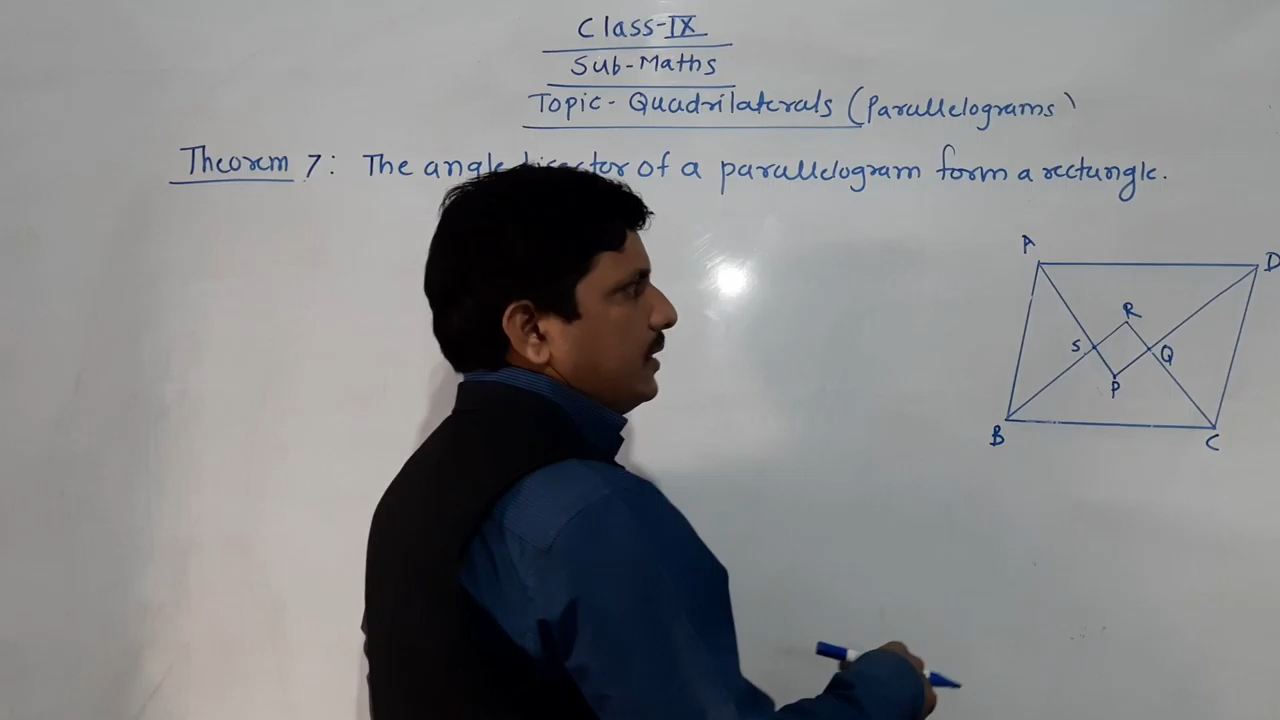 Class-IX
Sub-Maths
Topic- Quadrilaterals (Parallelograms)
Theorem 7: The angle bisector of a parallelogram form a rectangle.
A
D
R
S
Q
P
B
C